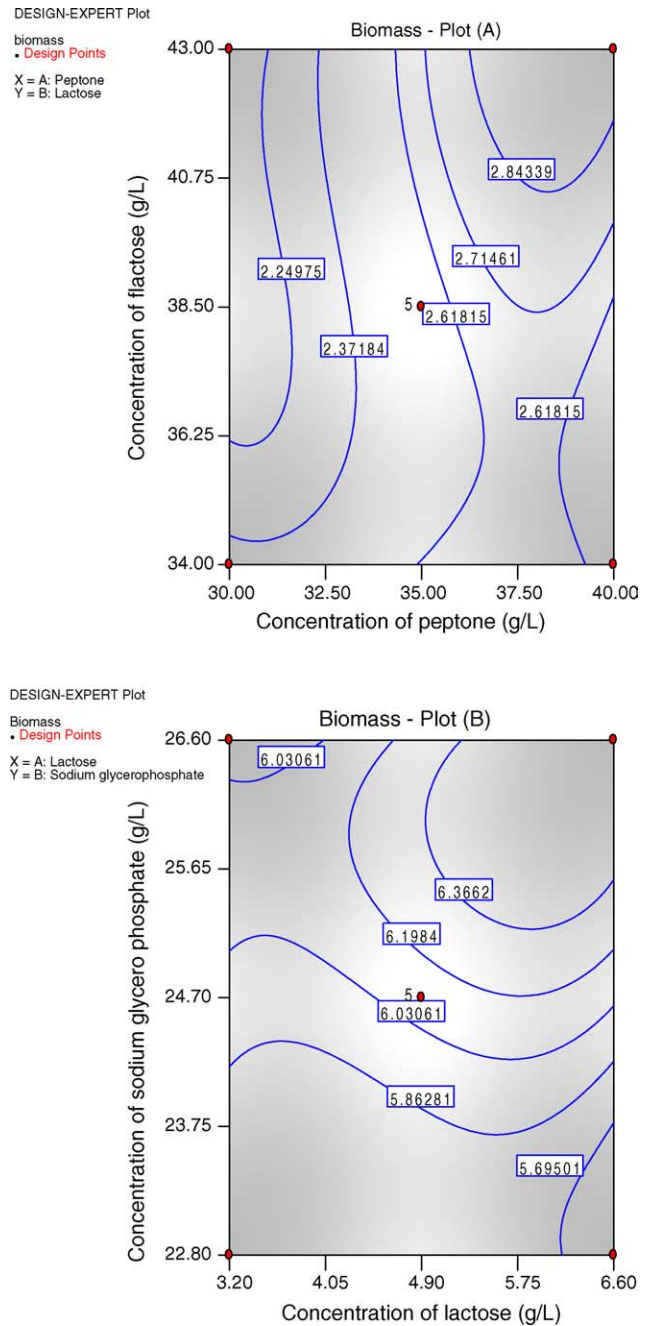 DESIGN-EXPERT Plot
biomass
• Design Points
X = A: Peptone
Y = B: Lactose
Biomass - Plot (A)
43.00
40.75
38.50
36.25
34.00
Concentration of flactose (g/L)
2.84339
2.71461
2.24975
5
2.61815
2.37184
2.61815
30.00 32.50 35.00 37.50 40.00
Concentration of peptone (g/L)
DESIGN-EXPERT Plot
Biomass
• Design Points
X = A: Lactose
Y = B: Sodium glycerophosphate
Biomass - Plot (B)
26.60
25.65
24.70
23.75
22.80
Concentration of sodium glycero phosphate (g/L)
6.03061
6.3662
6.1984
5
6.03061
5.86281
5.69501
3.20 4.05 4.90 5.75 6.60
Concentration of lactose (g/L)